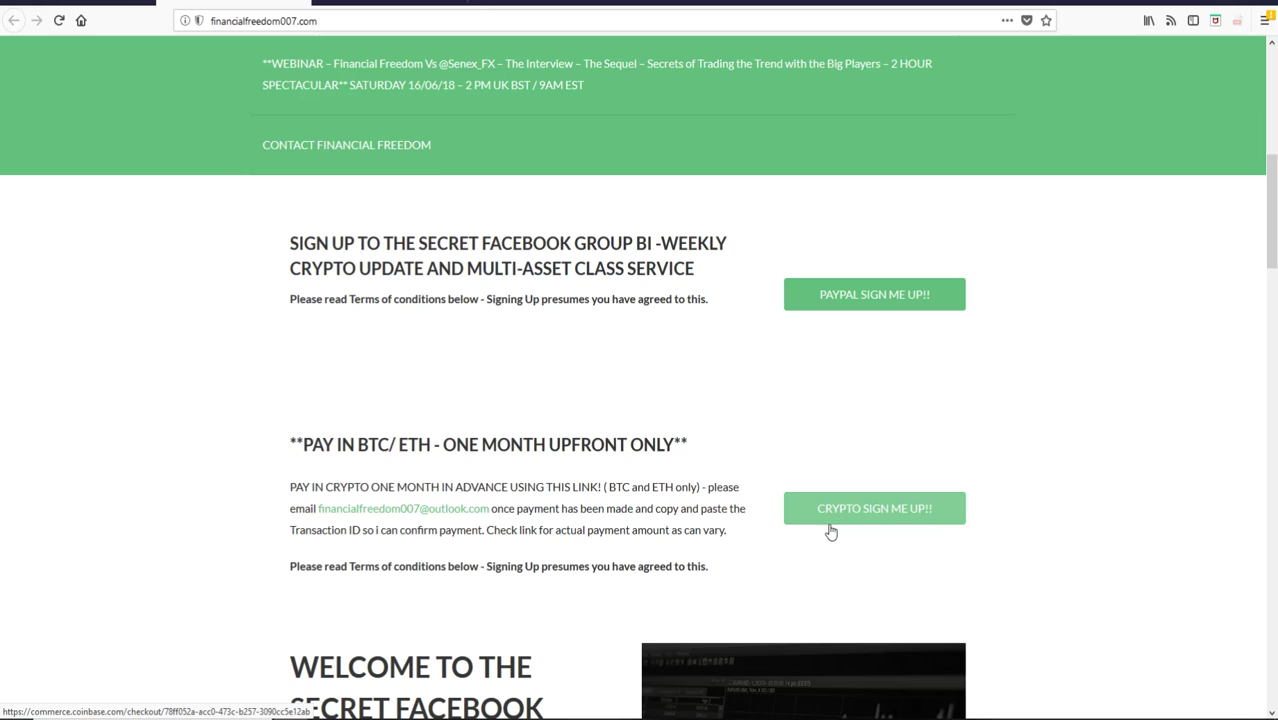 financialfreedom007.com
**WEBINAR – Financial Freedom Vs @Senex_FX – The Interview – The Sequel – Secrets of Trading the Trend with the Big Players – 2 HOUR
SPECTACULAR** SATURDAY 16/06/18 – 2 PM UK BST / 9AM EST
CONTACT FINANCIAL FREEDOM
SIGN UP TO THE SECRET FACEBOOK GROUP BI -WEEKLY
CRYPTO UPDATE AND MULTI-ASSET CLASS SERVICE
Please read Terms of conditions below - Signing Up presumes you have agreed to this.
PAYPAL SIGN ME UP!!
**PAY IN BTC/ ETH - ONE MONTH UPFRONT ONLY**
PAY IN CRYPTO ONE MONTH IN ADVANCE USING THIS LINK! ( BTC and ETH only) - please
email financialfreedom007@outlook.com once payment has been made and copy and paste the
Transaction ID so i can confirm payment. Check link for actual payment amount as can vary.
CRYPTO SIGN ME UP!!
Please read Terms of conditions below - Signing Up presumes you have agreed to this.
WELCOME TO THE
SECRET FACEBOOK
https://commerce.coinbase.com/checkout/78ff052a-acc0-473c-b257-3090cc5e12ab